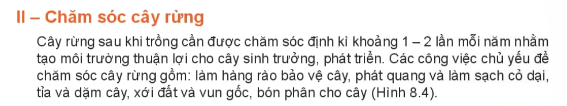 II – Chăm sóc cây rừng
Cây rừng sau khi trồng cần được chăm sóc định kì khoảng 1 – 2 lần mỗi năm nhằm
tạo môi trường thuận lợi cho cây sinh trưởng, phát triển. Các công việc chủ yếu để
chăm sóc cây rừng gồm: làm hàng rào bảo vệ cây, phát quang và làm sạch cỏ dại,
tỉa và dặm cây, xới đất và vun gốc, bón phân cho cây (Hình 8.4).